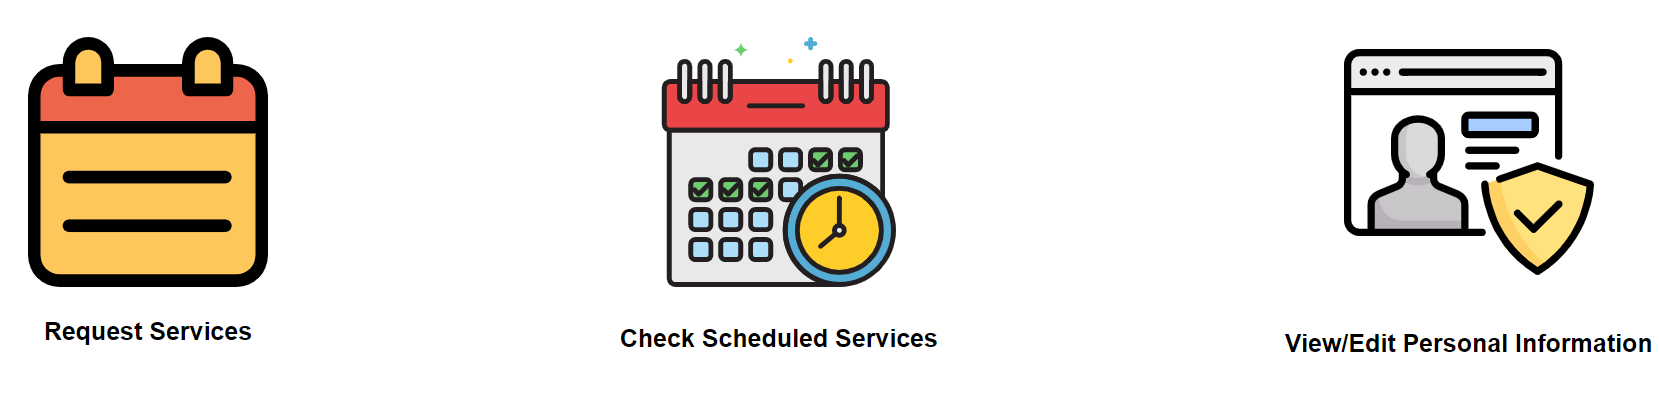 Request Services
Check Scheduled Services
View/Edit Personal Information